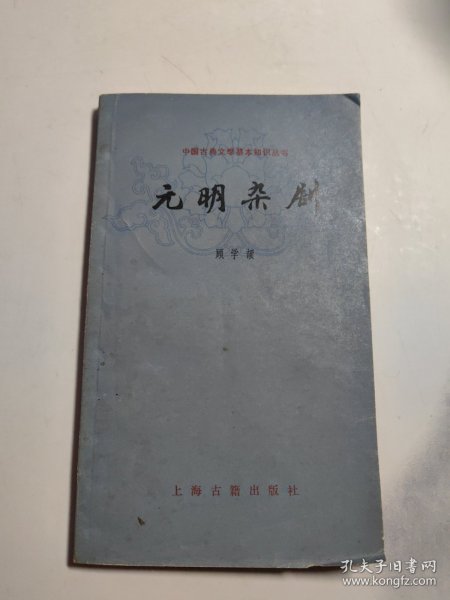 中国古典文学基本知识丛书
元明杂剧
顾学颉
上海古籍出版社
孔夫子旧书网
www.kongfz.com